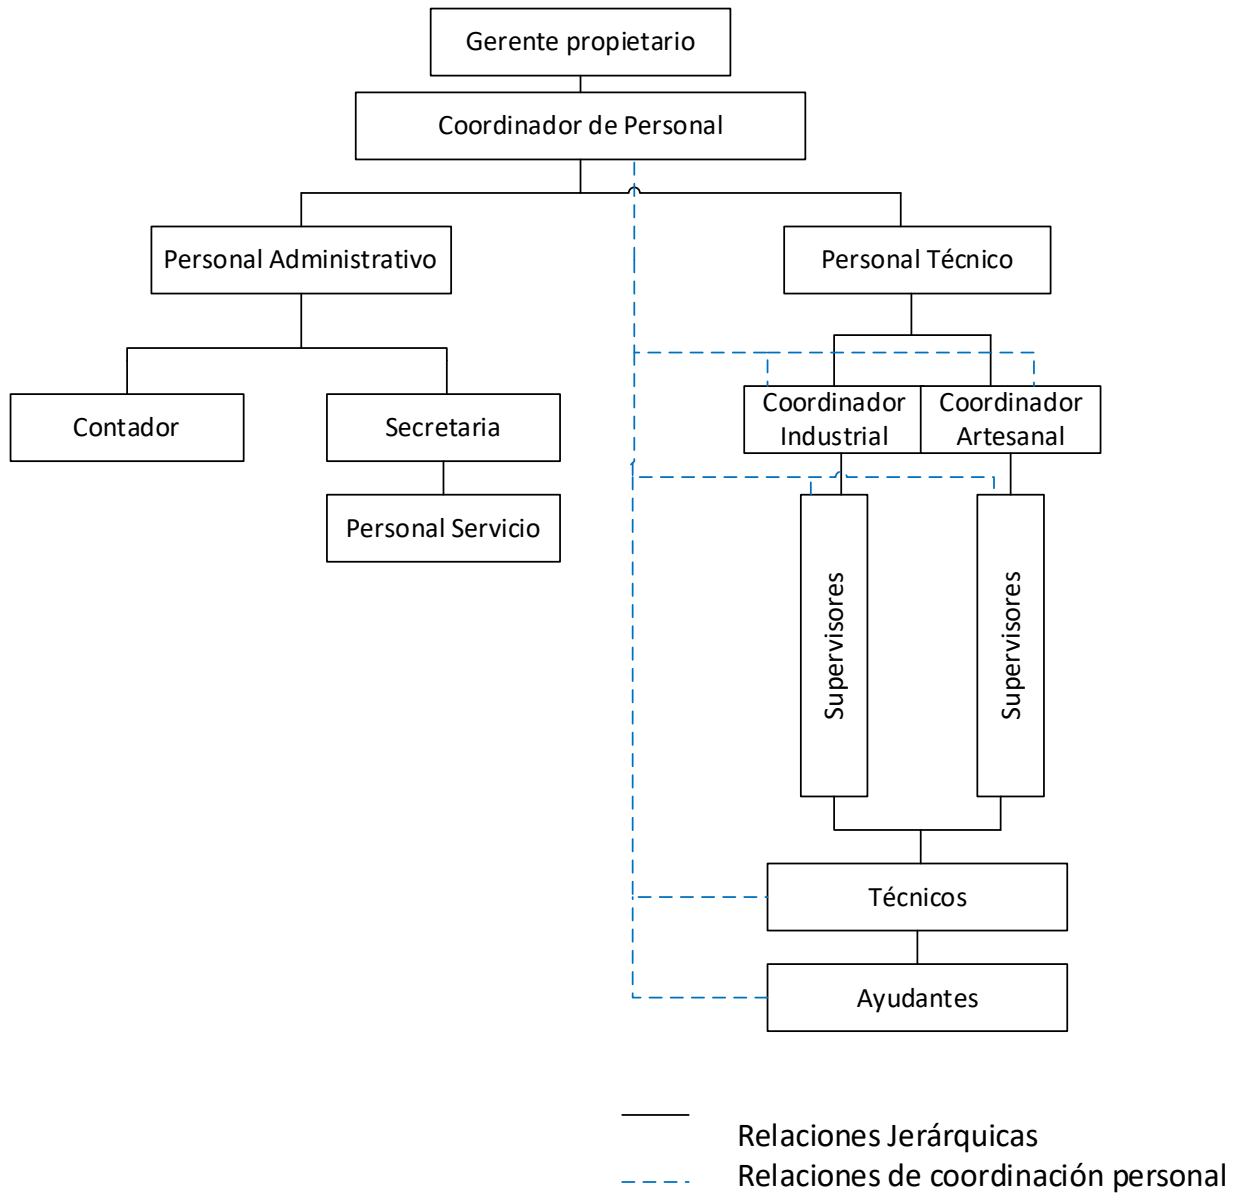 Gerente propietario
Coordinador de Personal
Personal Administrativo
Personal Técnico
Contador
Secretaria
Coordinador
Industrial
Coordinador
Artesanal
Personal Servicio
Supervisores
Supervisores
Técnicos
Ayudantes
Relaciones Jerárquicas
Relaciones de coordinación personal